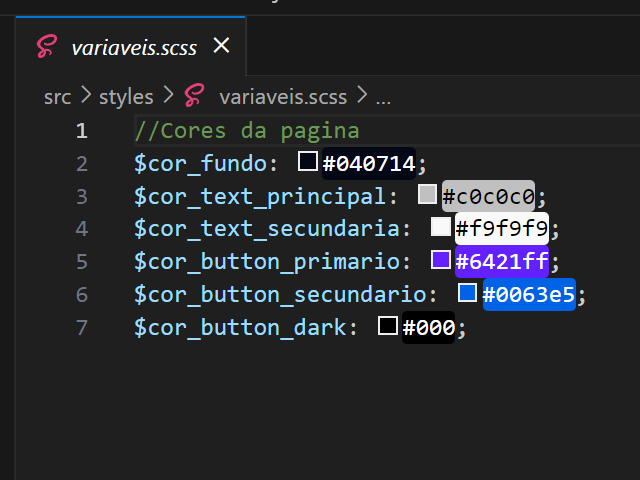 variaveis.scss ×
src > styles > variaveis.scss > ...
1 //Cores da pagina
2 $cor_fundo: #040714;
3 $cor_text_principal: #c0c0c0;
4 $cor_text_secundaria: #f9f9f9;
5 $cor_button_primario: #6421ff;
6 $cor_button_secundario: #0063e5;
7 $cor_button_dark: #000;